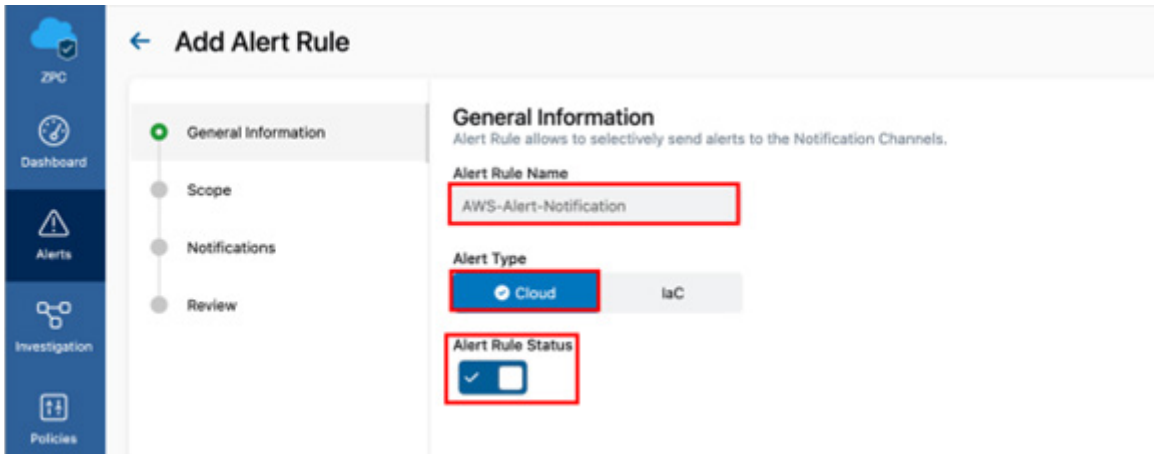 ZPC
Dashboard
Alerts
Investigation
Policies
← Add Alert Rule
General Information
Scope
Notifications
Review
General Information
Alert Rule allows to selectively send alerts to the Notification Channels.
Alert Rule Name
AWS-Alert-Notification
Alert Type
Cloud IaC
Alert Rule Status